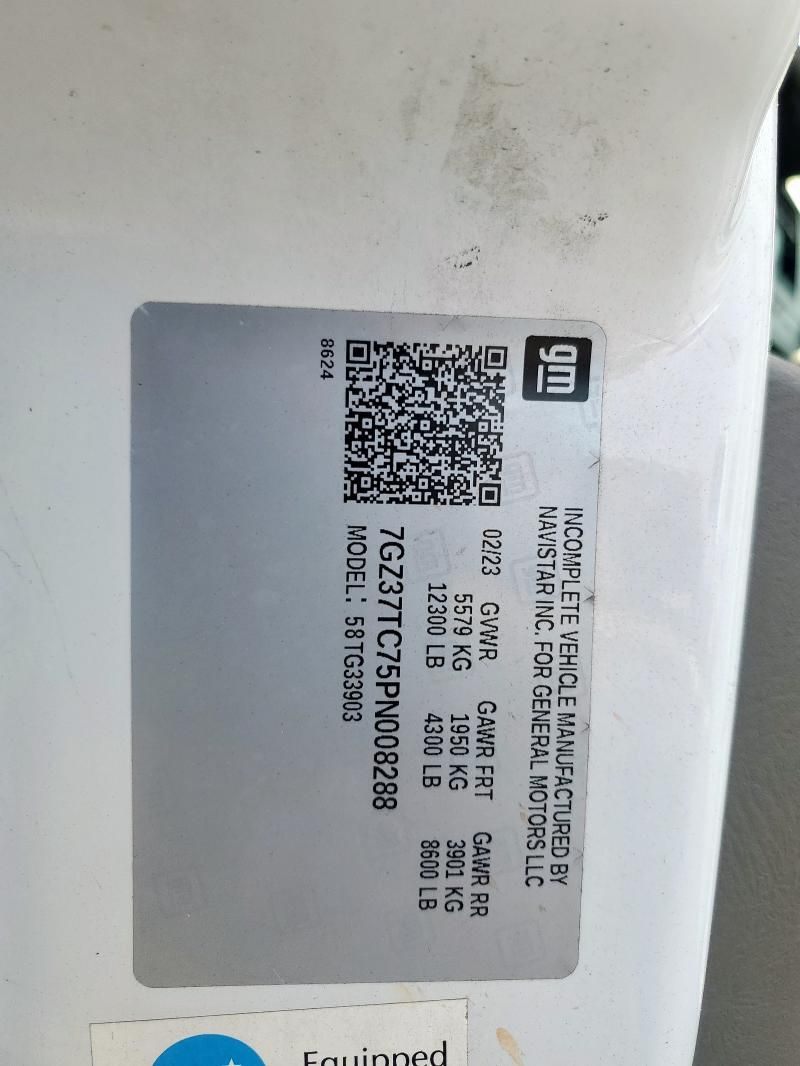 gm
INCOMPLETE VEHICLE MANUFACTURED BY
NAVISTAR INC. FOR GENERAL MOTORS LLC
02/23 GVWR GAWR FRT GAWR RR
5579 KG 1950 KG 3901 KG
12300 LB 4300 LB 8600 LB
7GZ37TC75PN008288
MODEL: 58TG33903
8624
Equipped